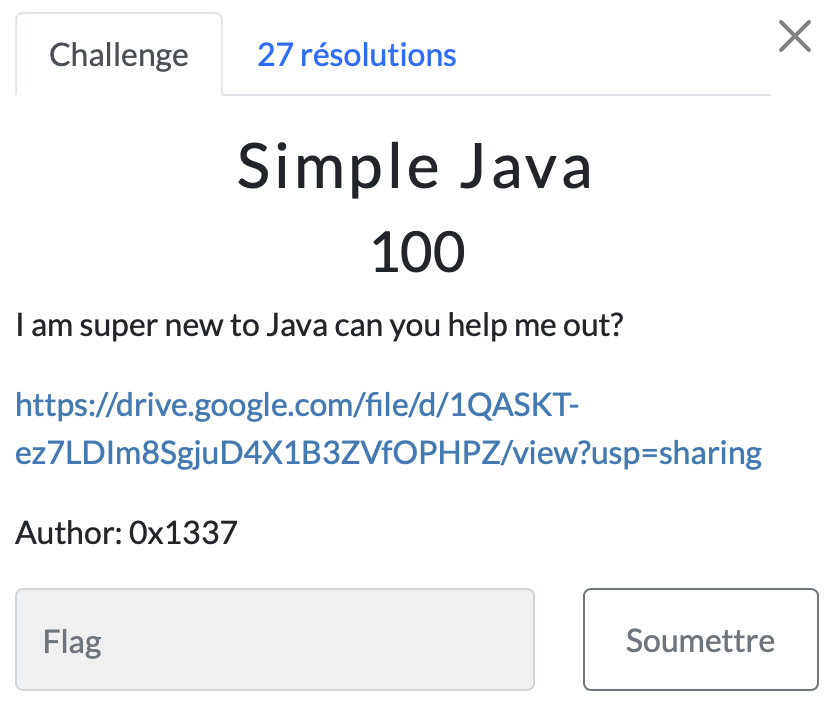 Challenge
27 résolutions
Simple Java
100
I am super new to Java can you help me out?
https://drive.google.com/file/d/1QASKT-
ez7LDIm8SgjuD4X1B3ZVfOPHPZ/view?usp=sharing
Author: 0x1337
Flag
Soumettre